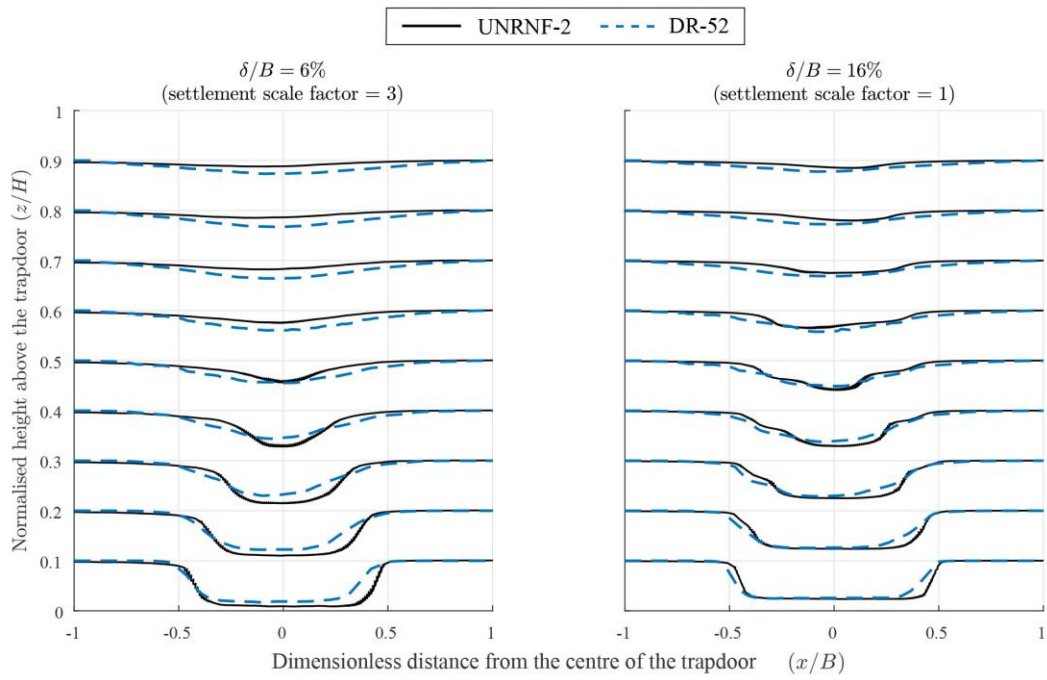 UNRNF-2 DR-52
δ/B = 6%
(settlement scale factor = 3)
δ/B = 16%
(settlement scale factor = 1)
Normalised height above the trapdoor (z/H)
1
0.9
0.8
0.7
0.6
0.5
0.4
0.3
0.2
0.1
0
-1 -0.5 0 0.5 1
-1 -0.5 0 0.5 1
Dimensionless distance from the centre of the trapdoor (x/B)